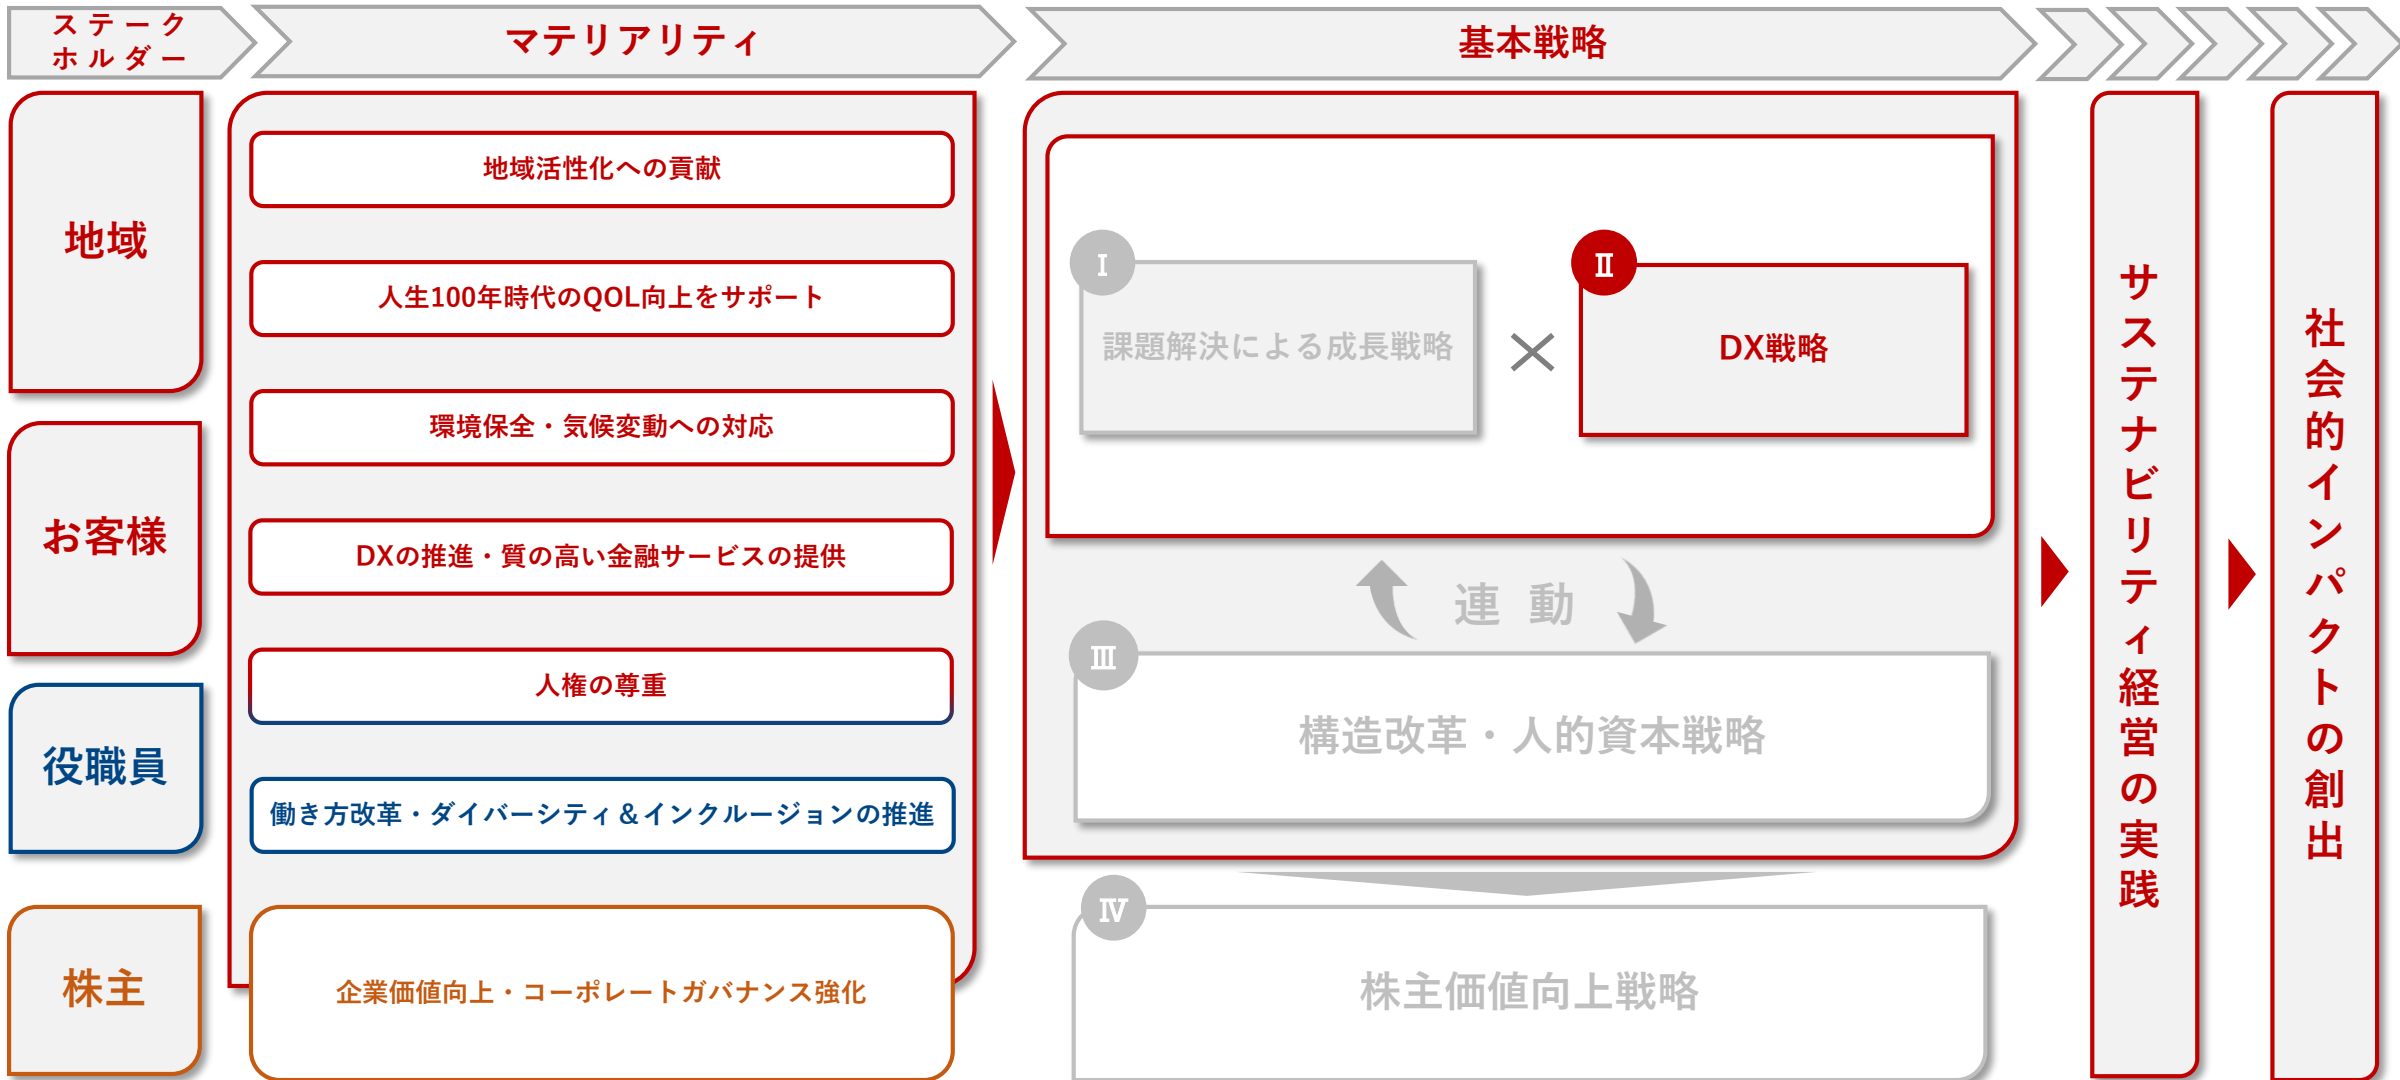 ステーク
ホルダー
マテリアリティ
基本戦略
地域
お客様
役職員
株主
地域活性化への貢献
人生100年時代のQOL向上をサポート
環境保全・気候変動への対応
DXの推進・質の高い金融サービスの提供
人権の尊重
働き方改革・ダイバーシティ＆インクルージョンの推進
企業価値向上・コーポレートガバナンス強化
Ⅰ
課題解決による成長戦略
×
Ⅱ
DX戦略
連動
Ⅲ
構造改革・人的資本戦略
Ⅳ
株主価値向上戦略
サステナビリティ経営の実践
社会的インパクトの創出